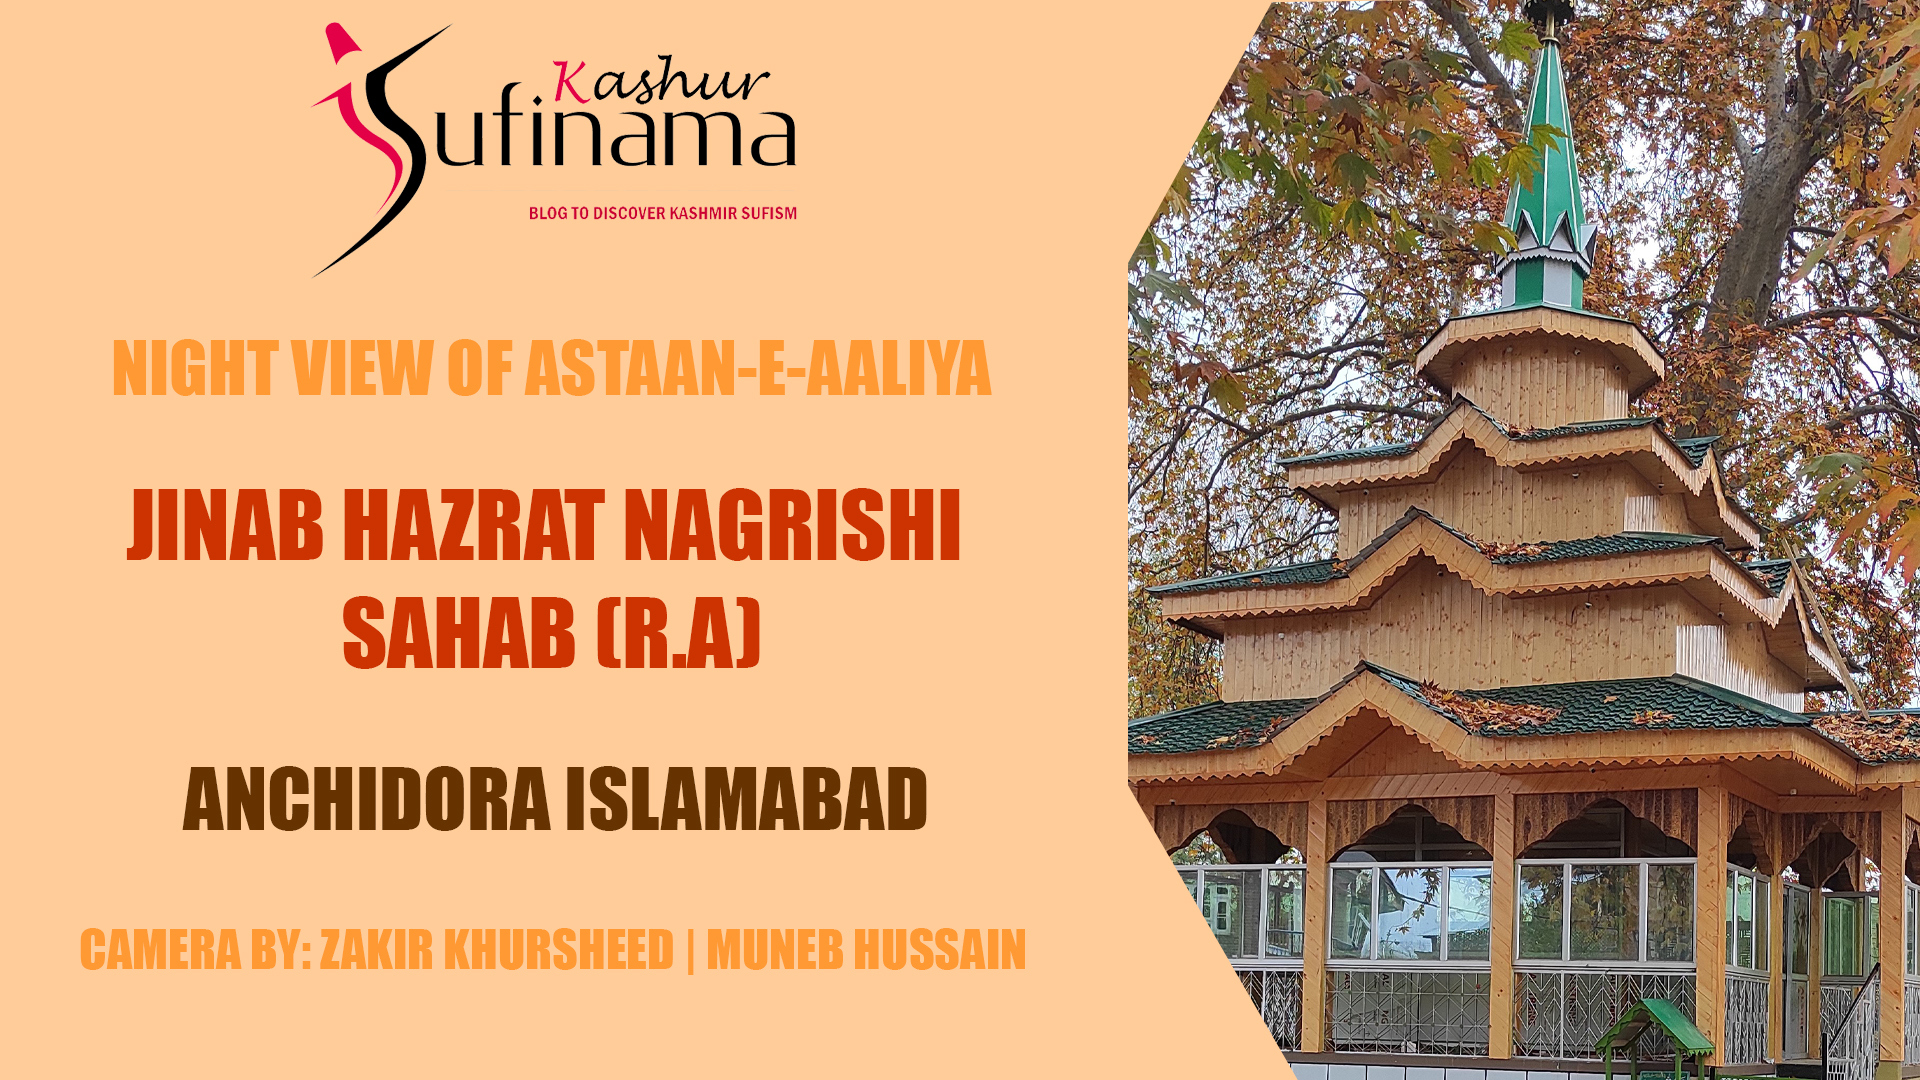 Kashur
Sufinama
BLOG TO DISCOVER KASHMIR SUFISM
NIGHT VIEW OF ASTAAN-E-AALIYA
JINAB HAZRAT NAGRISHI
SAHAB (R.A)
ANCHIDORA ISLAMABAD
CAMERA BY: ZAKIR KHURSHEED | MUNEB HUSSAIN